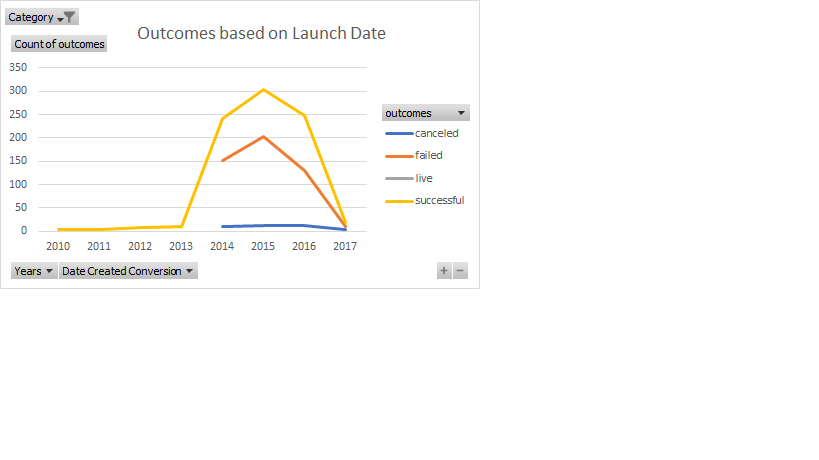 Category
Outcomes based on Launch Date
Count of outcomes
350
300
250
200
150
100
50
0
2010 2011 2012 2013 2014 2015 2016 2017
outcomes
canceled
failed
live
successful
Years Date Created Conversion
+ −